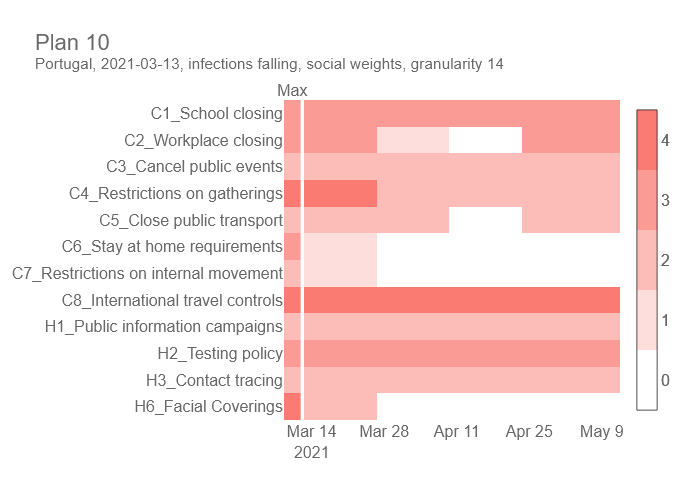 Plan 10
Portugal, 2021-03-13, infections falling, social weights, granularity 14
Max
C1_School closing
C2_Workplace closing
C3_Cancel public events
C4_Restrictions on gatherings
C5_Close public transport
C6_Stay at home requirements
C7_Restrictions on internal movement
C8_International travel controls
H1_Public information campaigns
H2_Testing policy
H3_Contact tracing
H6_Facial Coverings
4
3
2
1
0
Mar 14 Mar 28 Apr 11 Apr 25 May 9
2021